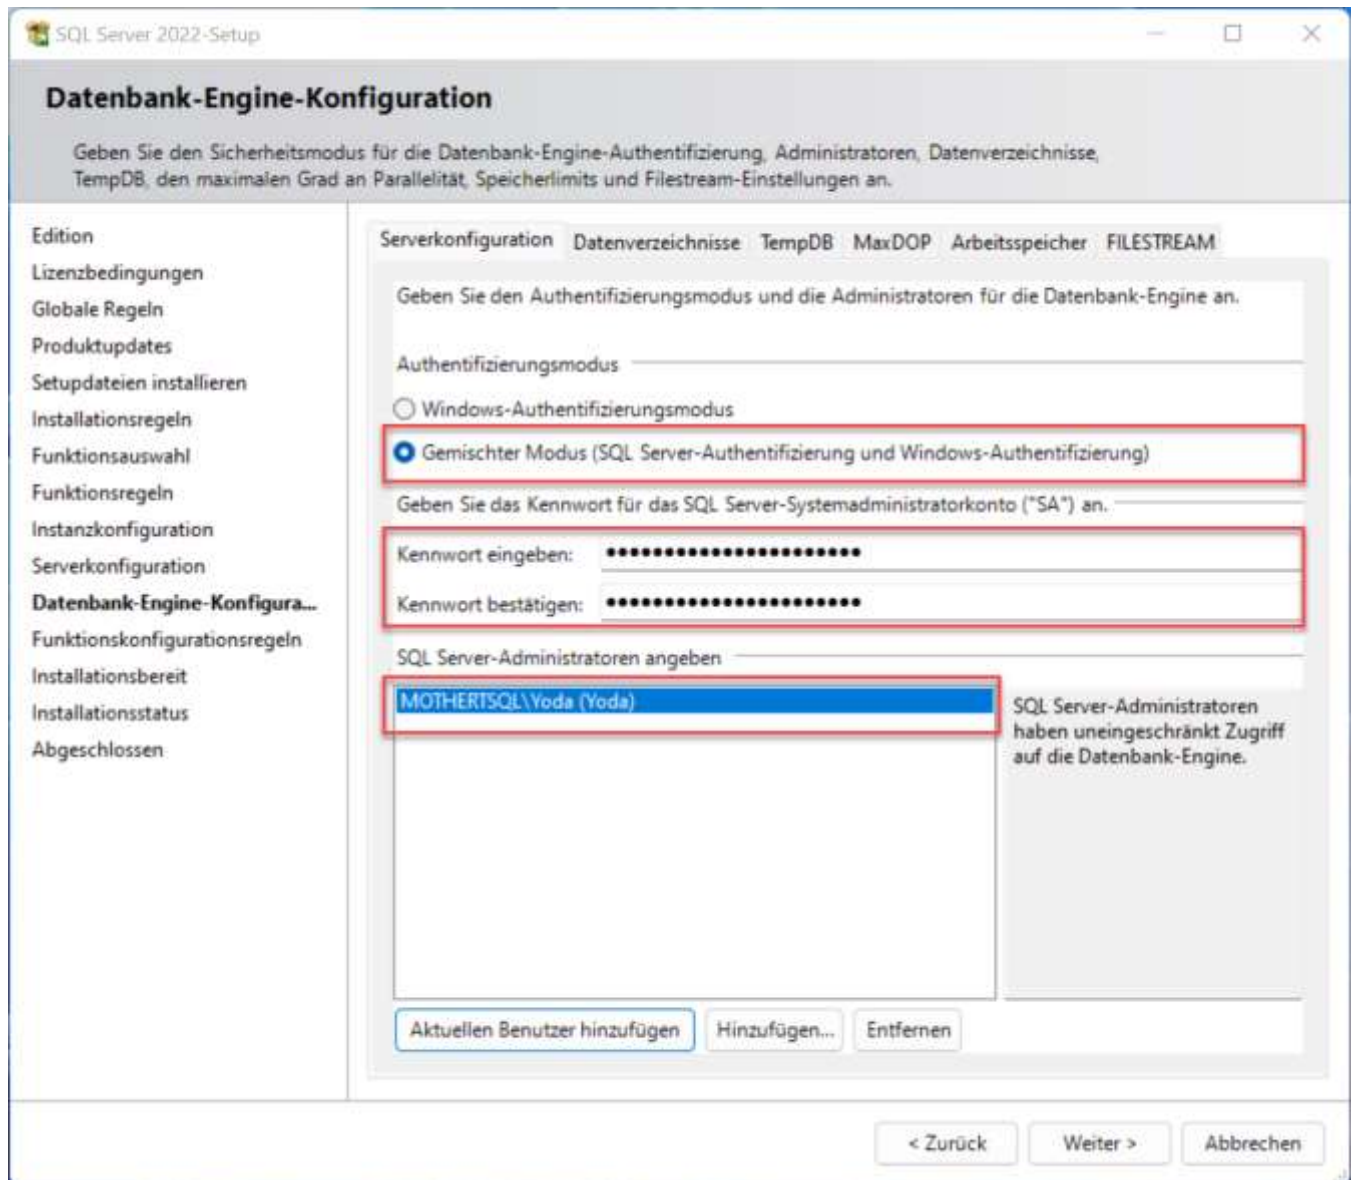 SQL Server 2022-Setup
Datenbank-Engine-Konfiguration
Geben Sie den Sicherheitsmodus für die Datenbank-Engine-Authentifizierung, Administratoren, Datenverzeichnisse,
TempDB, den maximalen Grad an Parallelität, Speicherlimits und Filestream-Einstellungen an.
Edition
Lizenzbedingungen
Globale Regeln
Produktupdates
Setupdateien installieren
Installationsregeln
Funktionsauswahl
Funktionsregeln
Instanzkonfiguration
Serverkonfiguration
Datenbank-Engine-Konfigura...
Funktionskonfigurationsregeln
Installationsbereit
Installationsstatus
Abgeschlossen
Serverkonfiguration Datenverzeichnisse TempDB MaxDOP Arbeitsspeicher FILESTREAM
Geben Sie den Authentifizierungsmodus und die Administratoren für die Datenbank-Engine an.
Authentifizierungsmodus
Windows-Authentifizierungsmodus
Gemischter Modus (SQL Server-Authentifizierung und Windows-Authentifizierung)
Geben Sie das Kennwort für das SQL Server-Systemadministratorkonto ("SA") an.
Kennwort eingeben: ●●●●●●●●●●●●●●●●●●●●●●
Kennwort bestätigen: ●●●●●●●●●●●●●●●●●●●●●●
SQL Server-Administratoren angeben
MOTHERTSQL\Yoda (Yoda)
SQL Server-Administratoren
haben uneingeschränkt Zugriff
auf die Datenbank-Engine.
Aktuellen Benutzer hinzufügen Hinzufügen... Entfernen
< Zurück Weiter > Abbrechen